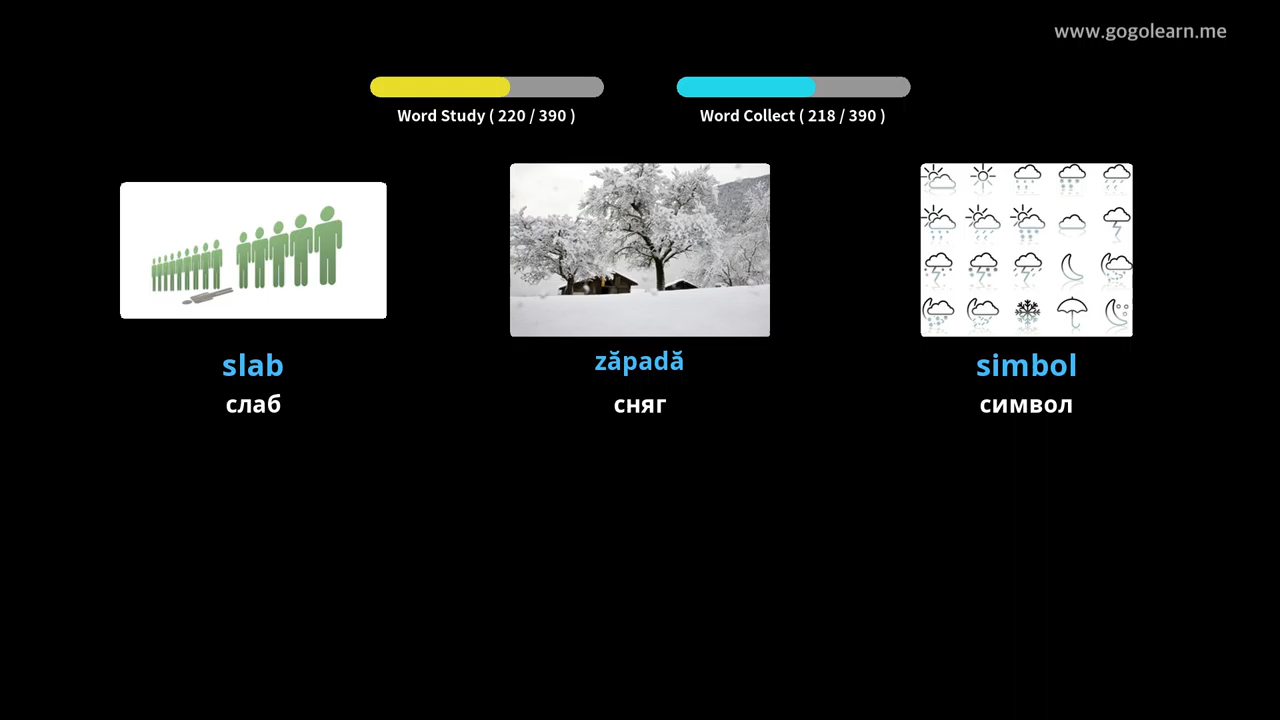 www.gogolearn.me
Word Study ( 220 / 390 )
Word Collect ( 218 / 390 )
slab
слаб
zăpadă
сняг
simbol
символ